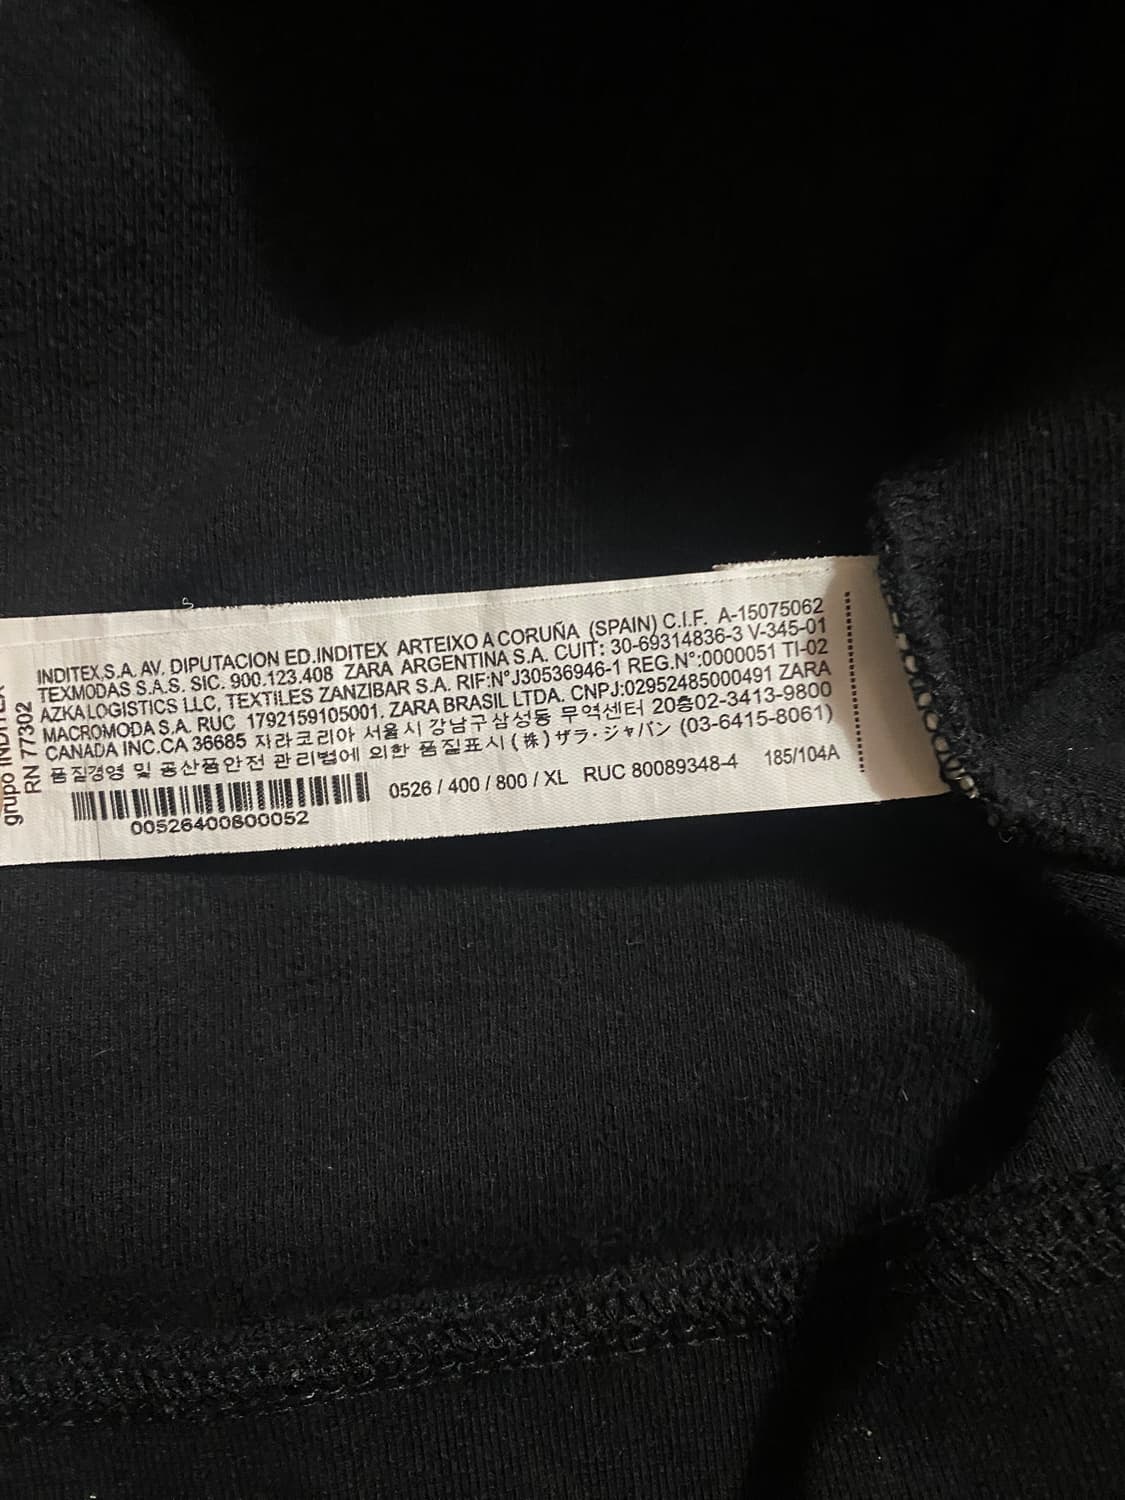 grupo INDITEX
RN 77302
INDITEX,S.A. AV. DIPUTACION ED.INDITEX ARTEIXO A CORUÑA (SPAIN) C.I.F. A-15075062
TEXMODAS S.A.S. SIC. 900.123.408 ZARA ARGENTINA S.A. CUIT: 30-69314836-3 V-345-01
AZKA LOGISTICS LLC, TEXTILES ZANZIBAR S.A. RIF:N°J30536946-1 REG.N°:0000051 TI-02
MACROMODA S.A. RUC 1792159105001. ZARA BRASIL LTDA. CNPJ:02952485000491 ZARA
CANADA INC.CA 36685 자라코리아 서울시 강남구삼성동 무역센터 20층02-3413-9800
품질경영 및 공산품안전 관리법에 의한 품질표시(株)ザラ・ジャパン (03-6415-8061)
0526 / 400 / 800 / XL RUC 80089348-4 185/104A
00526400800052